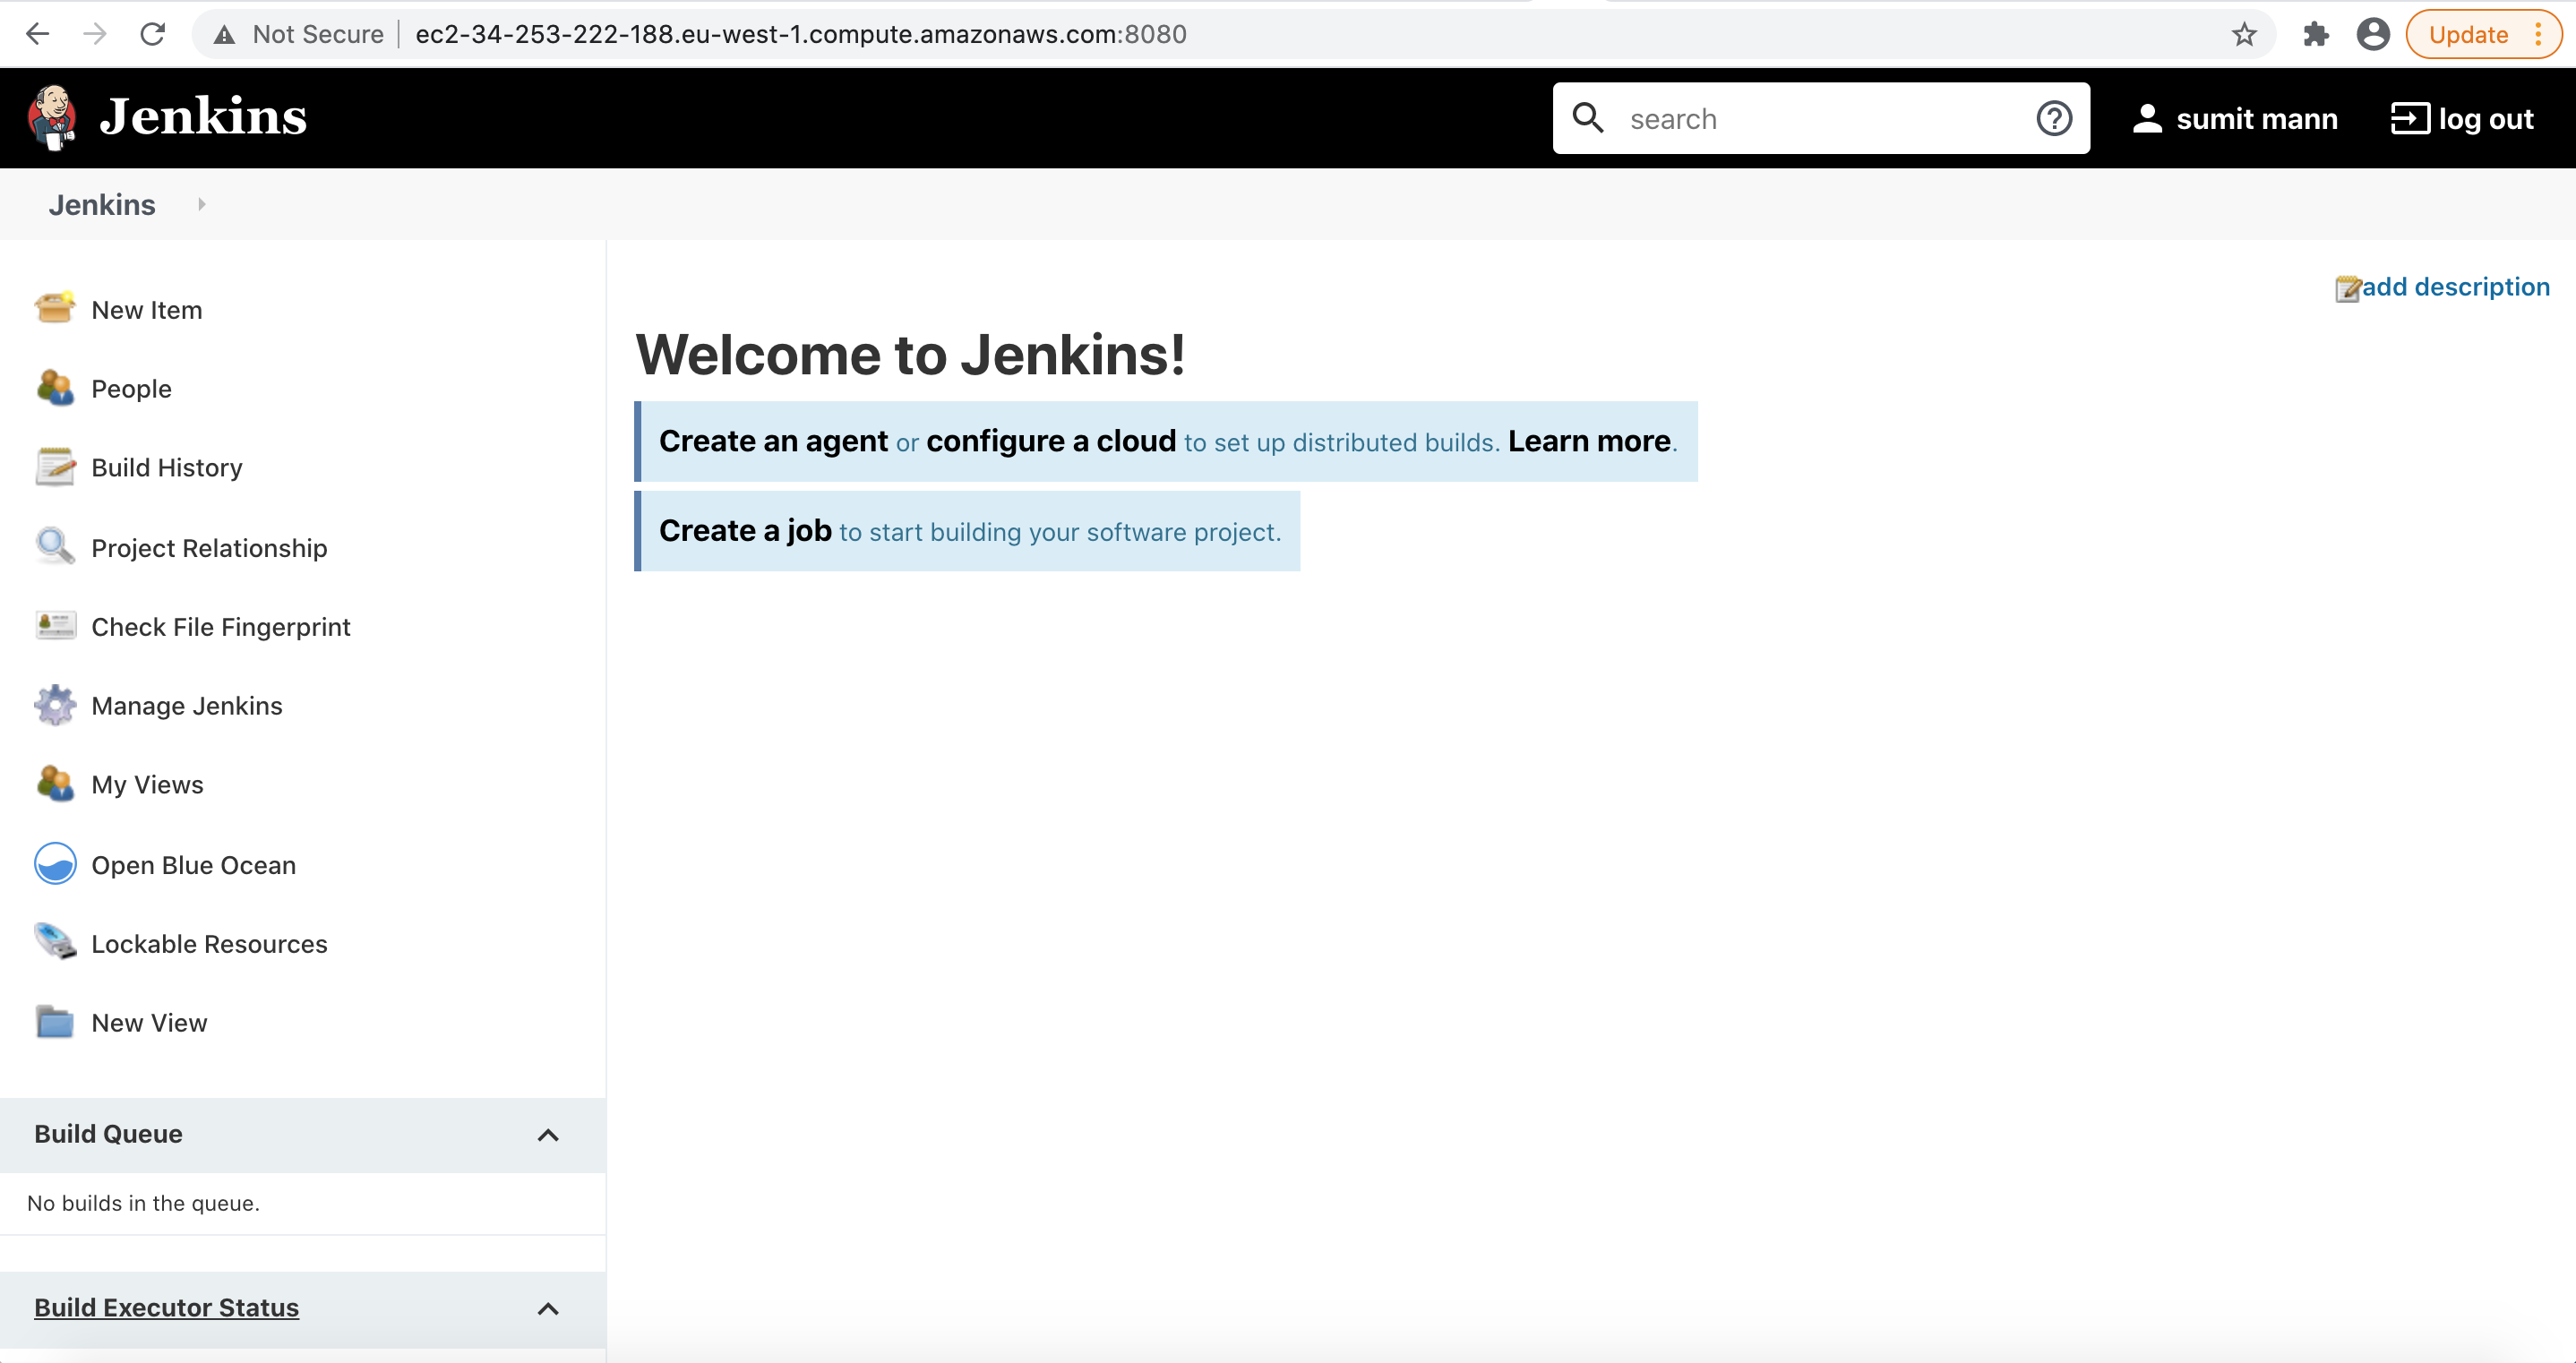 Not Secure ec2-34-253-222-188.eu-west-1.compute.amazonaws.com:8080 Update
Jenkins search sumit mann log out
Jenkins
add description
New Item
People
Build History
Project Relationship
Check File Fingerprint
Manage Jenkins
My Views
Open Blue Ocean
Lockable Resources
New View
Build Queue
No builds in the queue.
Build Executor Status
Welcome to Jenkins!
Create an agent or configure a cloud to set up distributed builds. Learn more.
Create a job to start building your software project.